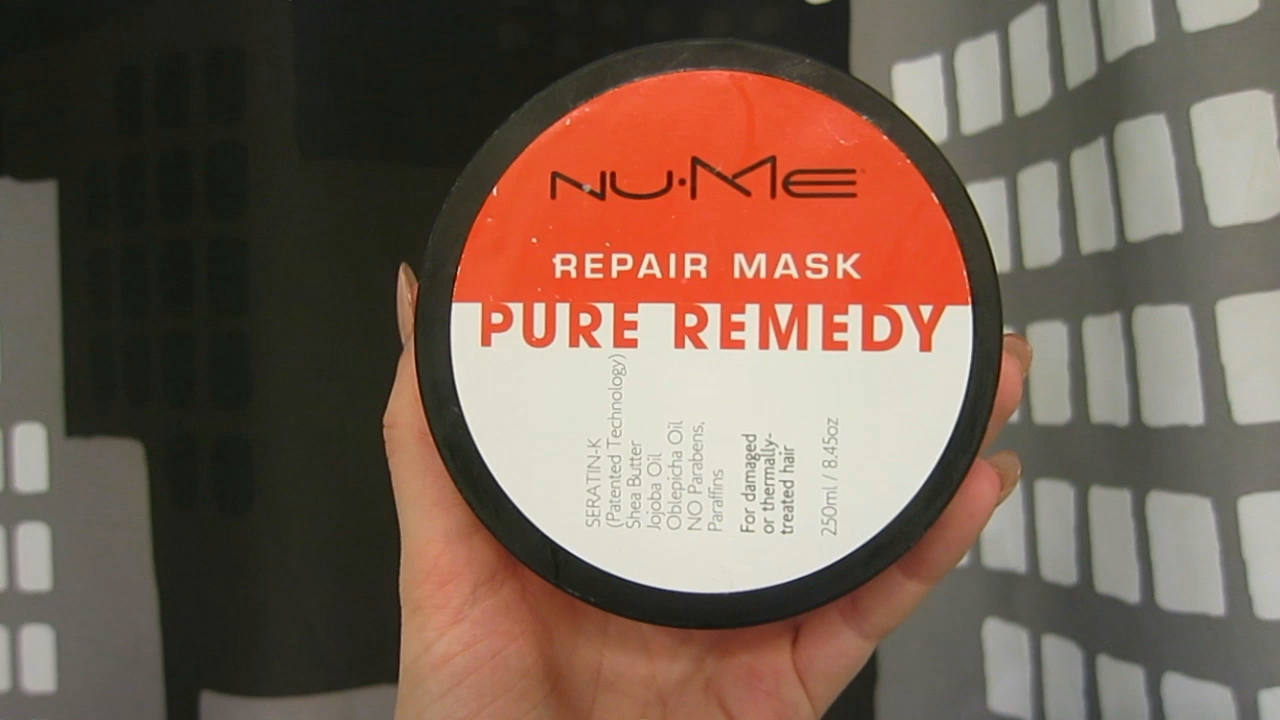 NU·ME
REPAIR MASK
PURE REMEDY
SERATIN-K
(Patented Technology)
Shea Butter
Jojoba Oil
Oblepicha Oil
NO Parabens,
Paraffins
For damaged
or thermally-
treated hair
250ml / 8.45oz